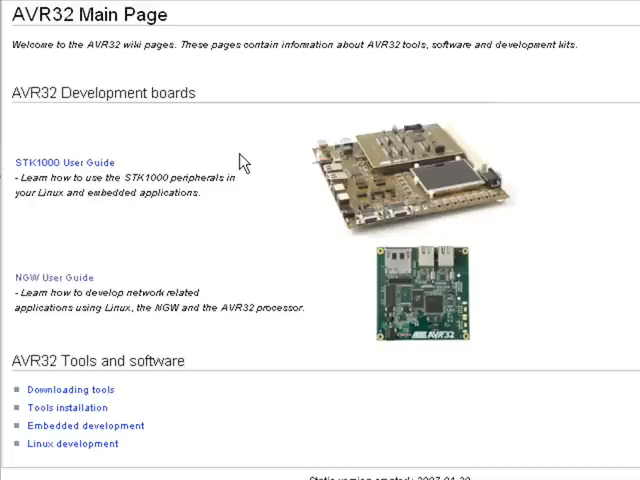 AVR32 Main Page
Welcome to the AVR32 wiki pages. These pages contain information about AVR32 tools, software and development kits.
AVR32 Development boards
STK1000 User Guide
- Learn how to use the STK1000 peripherals in
your Linux and embedded applications.
NGW User Guide
- Learn how to develop network related
applications using Linux, the NGW and the AVR32 processor.
AVR32
AVR32 Tools and software
Downloading tools
Tools installation
Embedded development
Linux development